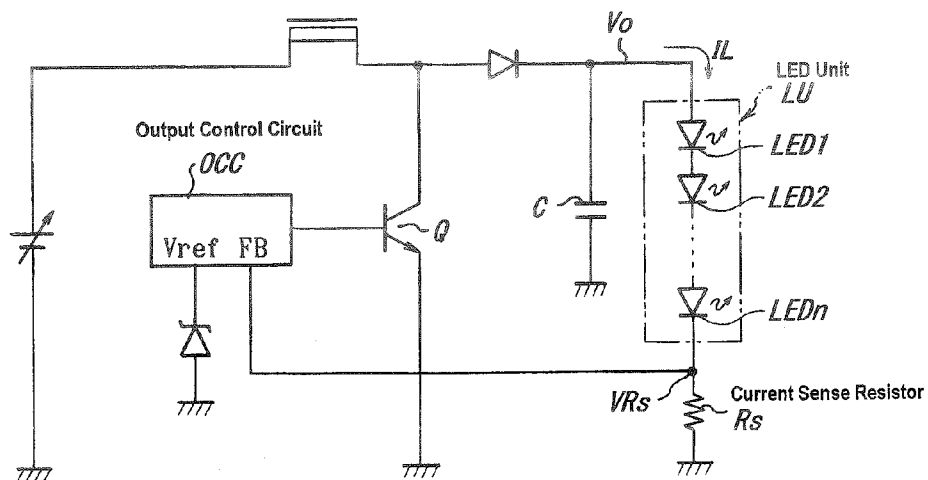 Vo
IL
LED Unit
LU
Output Control Circuit
OCC
LED1
LED2
C
Q
Vref FB
LEDn
VRs
Current Sense Resistor
Rs